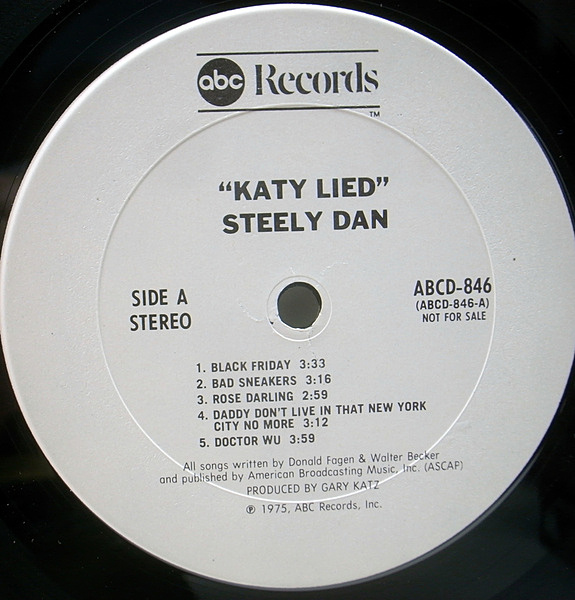 abc Records
TM
"KATY LIED"
STEELY DAN
SIDE A
STEREO
ABCD-846
(ABCD-846-A)
NOT FOR SALE
1. BLACK FRIDAY 3:33
2. BAD SNEAKERS 3:16
3. ROSE DARLING 2:59
4. DADDY DON'T LIVE IN THAT NEW YORK
CITY NO MORE 3:12
5. DOCTOR WU 3:59
All songs written by Donald Fagen & Walter Becker
and published by American Broadcasting Music, Inc. (ASCAP)
PRODUCED BY GARY KATZ
℗ 1975, ABC Records, Inc.